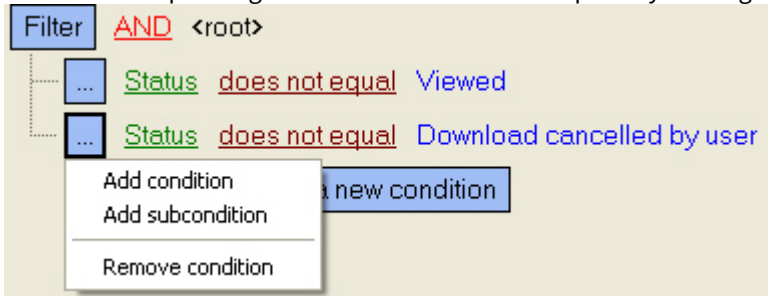 Filter AND <root>
... Status does not equal Viewed
... Status does not equal Download cancelled by user
Add condition
a new condition
Add subcondition
Remove condition